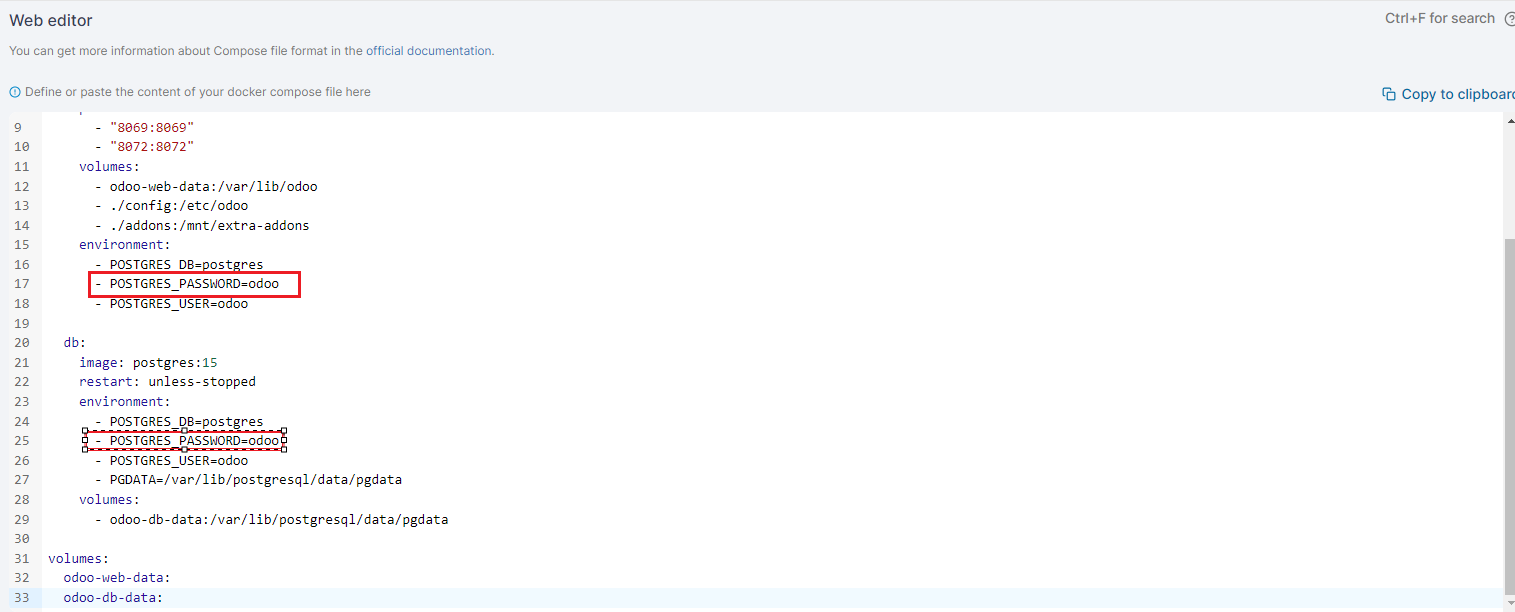 Web editor
Ctrl+F for search
You can get more information about Compose file format in the official documentation.
Define or paste the content of your docker compose file here
Copy to clipboard
9 - "8069:8069"
10 - "8072:8072"
11 volumes:
12 - odoo-web-data:/var/lib/odoo
13 - ./config:/etc/odoo
14 - ./addons:/mnt/extra-addons
15 environment:
16 - POSTGRES_DB=postgres
17 - POSTGRES_PASSWORD=odoo
18 - POSTGRES_USER=odoo
19
20 db:
21 image: postgres:15
22 restart: unless-stopped
23 environment:
24 - POSTGRES_DB=postgres
25 - POSTGRES_PASSWORD=odoo
26 - POSTGRES_USER=odoo
27 - PGDATA=/var/lib/postgresql/data/pgdata
28 volumes:
29 - odoo-db-data:/var/lib/postgresql/data/pgdata
30
31 volumes:
32 odoo-web-data:
33 odoo-db-data: